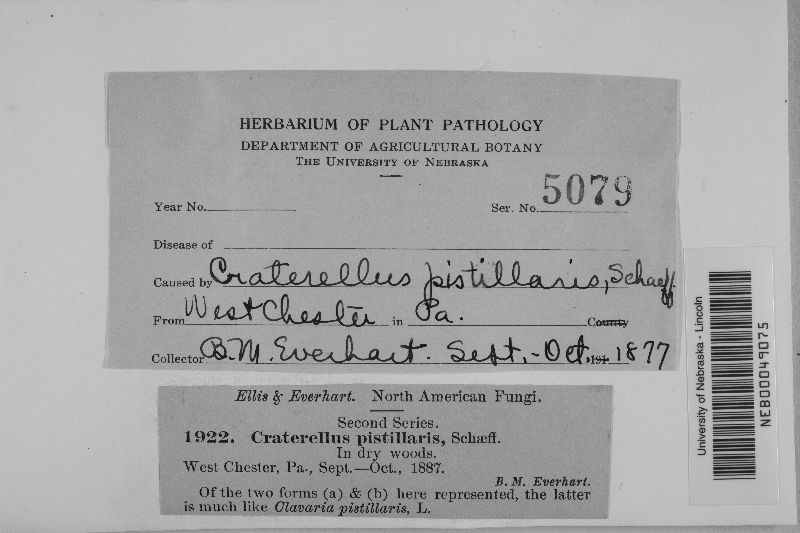 HERBARIUM OF PLANT PATHOLOGY
DEPARTMENT OF AGRICULTURAL BOTANY
THE UNIVERSITY OF NEBRASKA
Year No. Ser. No. 5079
Disease of
Caused by Craterellus pistillaris, Schaeff.
From West Chester in Pa. County
Collector B. M. Everhart. Sept. - Oct. 191 1877
Ellis & Everhart. North American Fungi.
Second Series.
1922. Craterellus pistillaris, Schæff.
In dry woods.
West Chester, Pa., Sept.—Oct., 1887.
B. M. Everhart.
Of the two forms (a) & (b) here represented, the latter
is much like Clavaria pistillaris, L.
University of Nebraska - Lincoln
NEB00049075